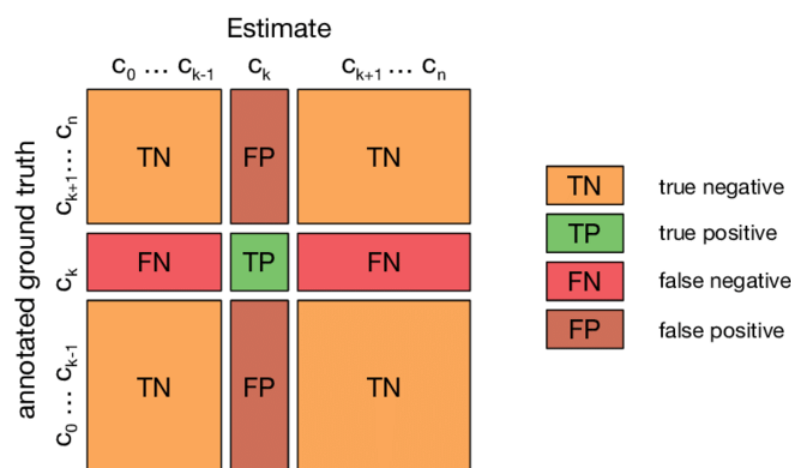 Estimate
c0 ... ck-1 ck ck+1 ... cn
annotated ground truth
ck+1... cn
ck
c0 ... ck-1
TN FP TN
FN TP FN
TN FP TN
TN true negative
TP true positive
FN false negative
FP false positive